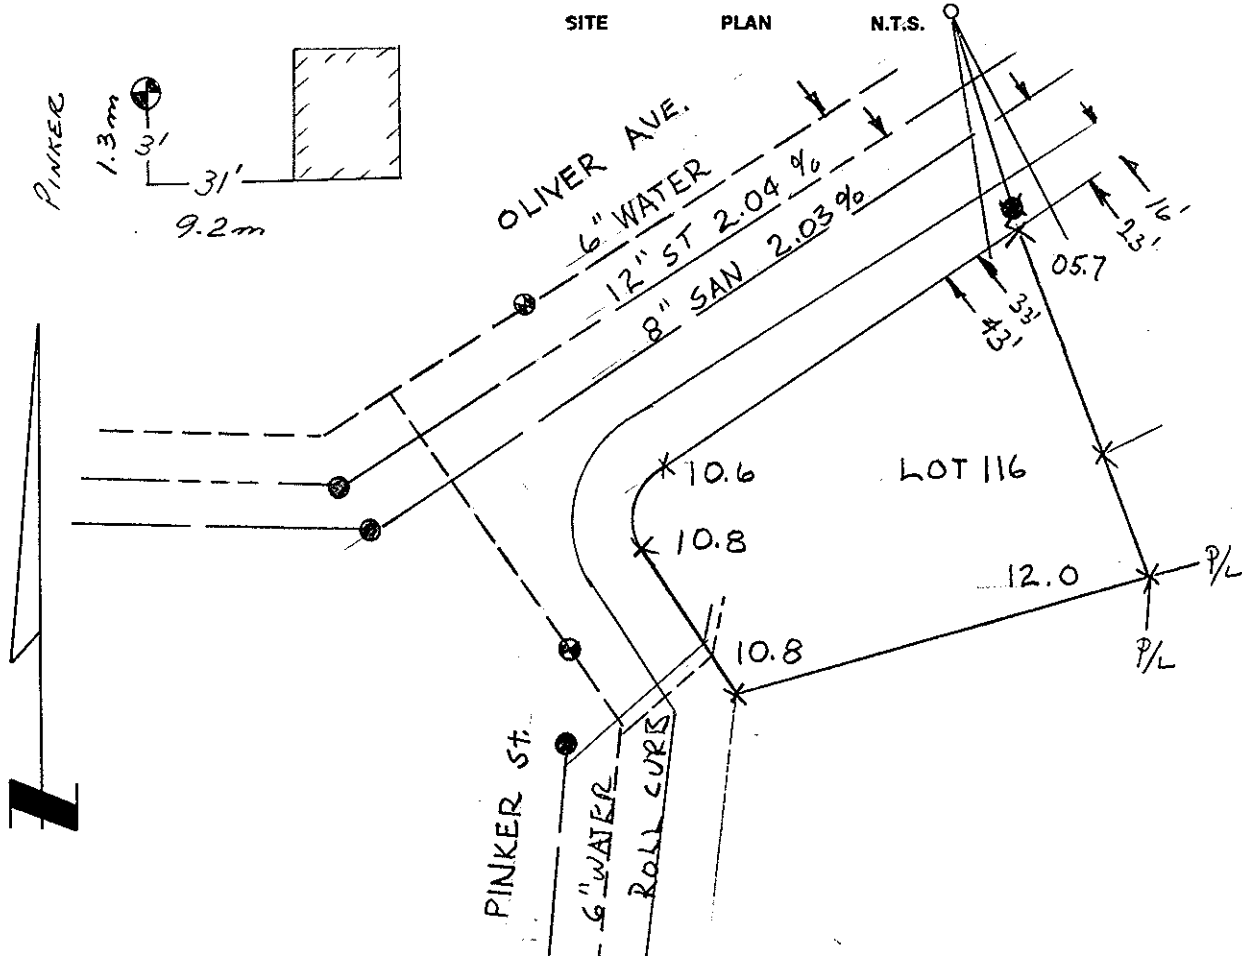 SITE PLAN N.T.S.
PINKER
1.3m
3'
31'
9.2m
OLIVER AVE.
6" WATER
12" ST 2.04 %
8" SAN 2.03%
16'
23'
05.7
33'
43'
10.6
LOT 116
10.8
12.0
P/L
P/L
10.8
PINKER St.
6" WATER
ROLL CURB